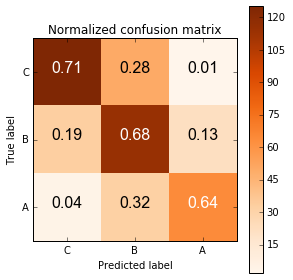 Normalized confusion matrix
C 0.71 0.28 0.01
B 0.19 0.68 0.13
A 0.04 0.32 0.64
C B A
True label
Predicted label
120
105
90
75
60
45
30
15